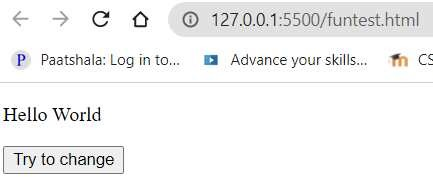 127.0.0.1:5500/funtest.html
P Paatshala: Log in to... Advance your skills... CS
Hello World
Try to change